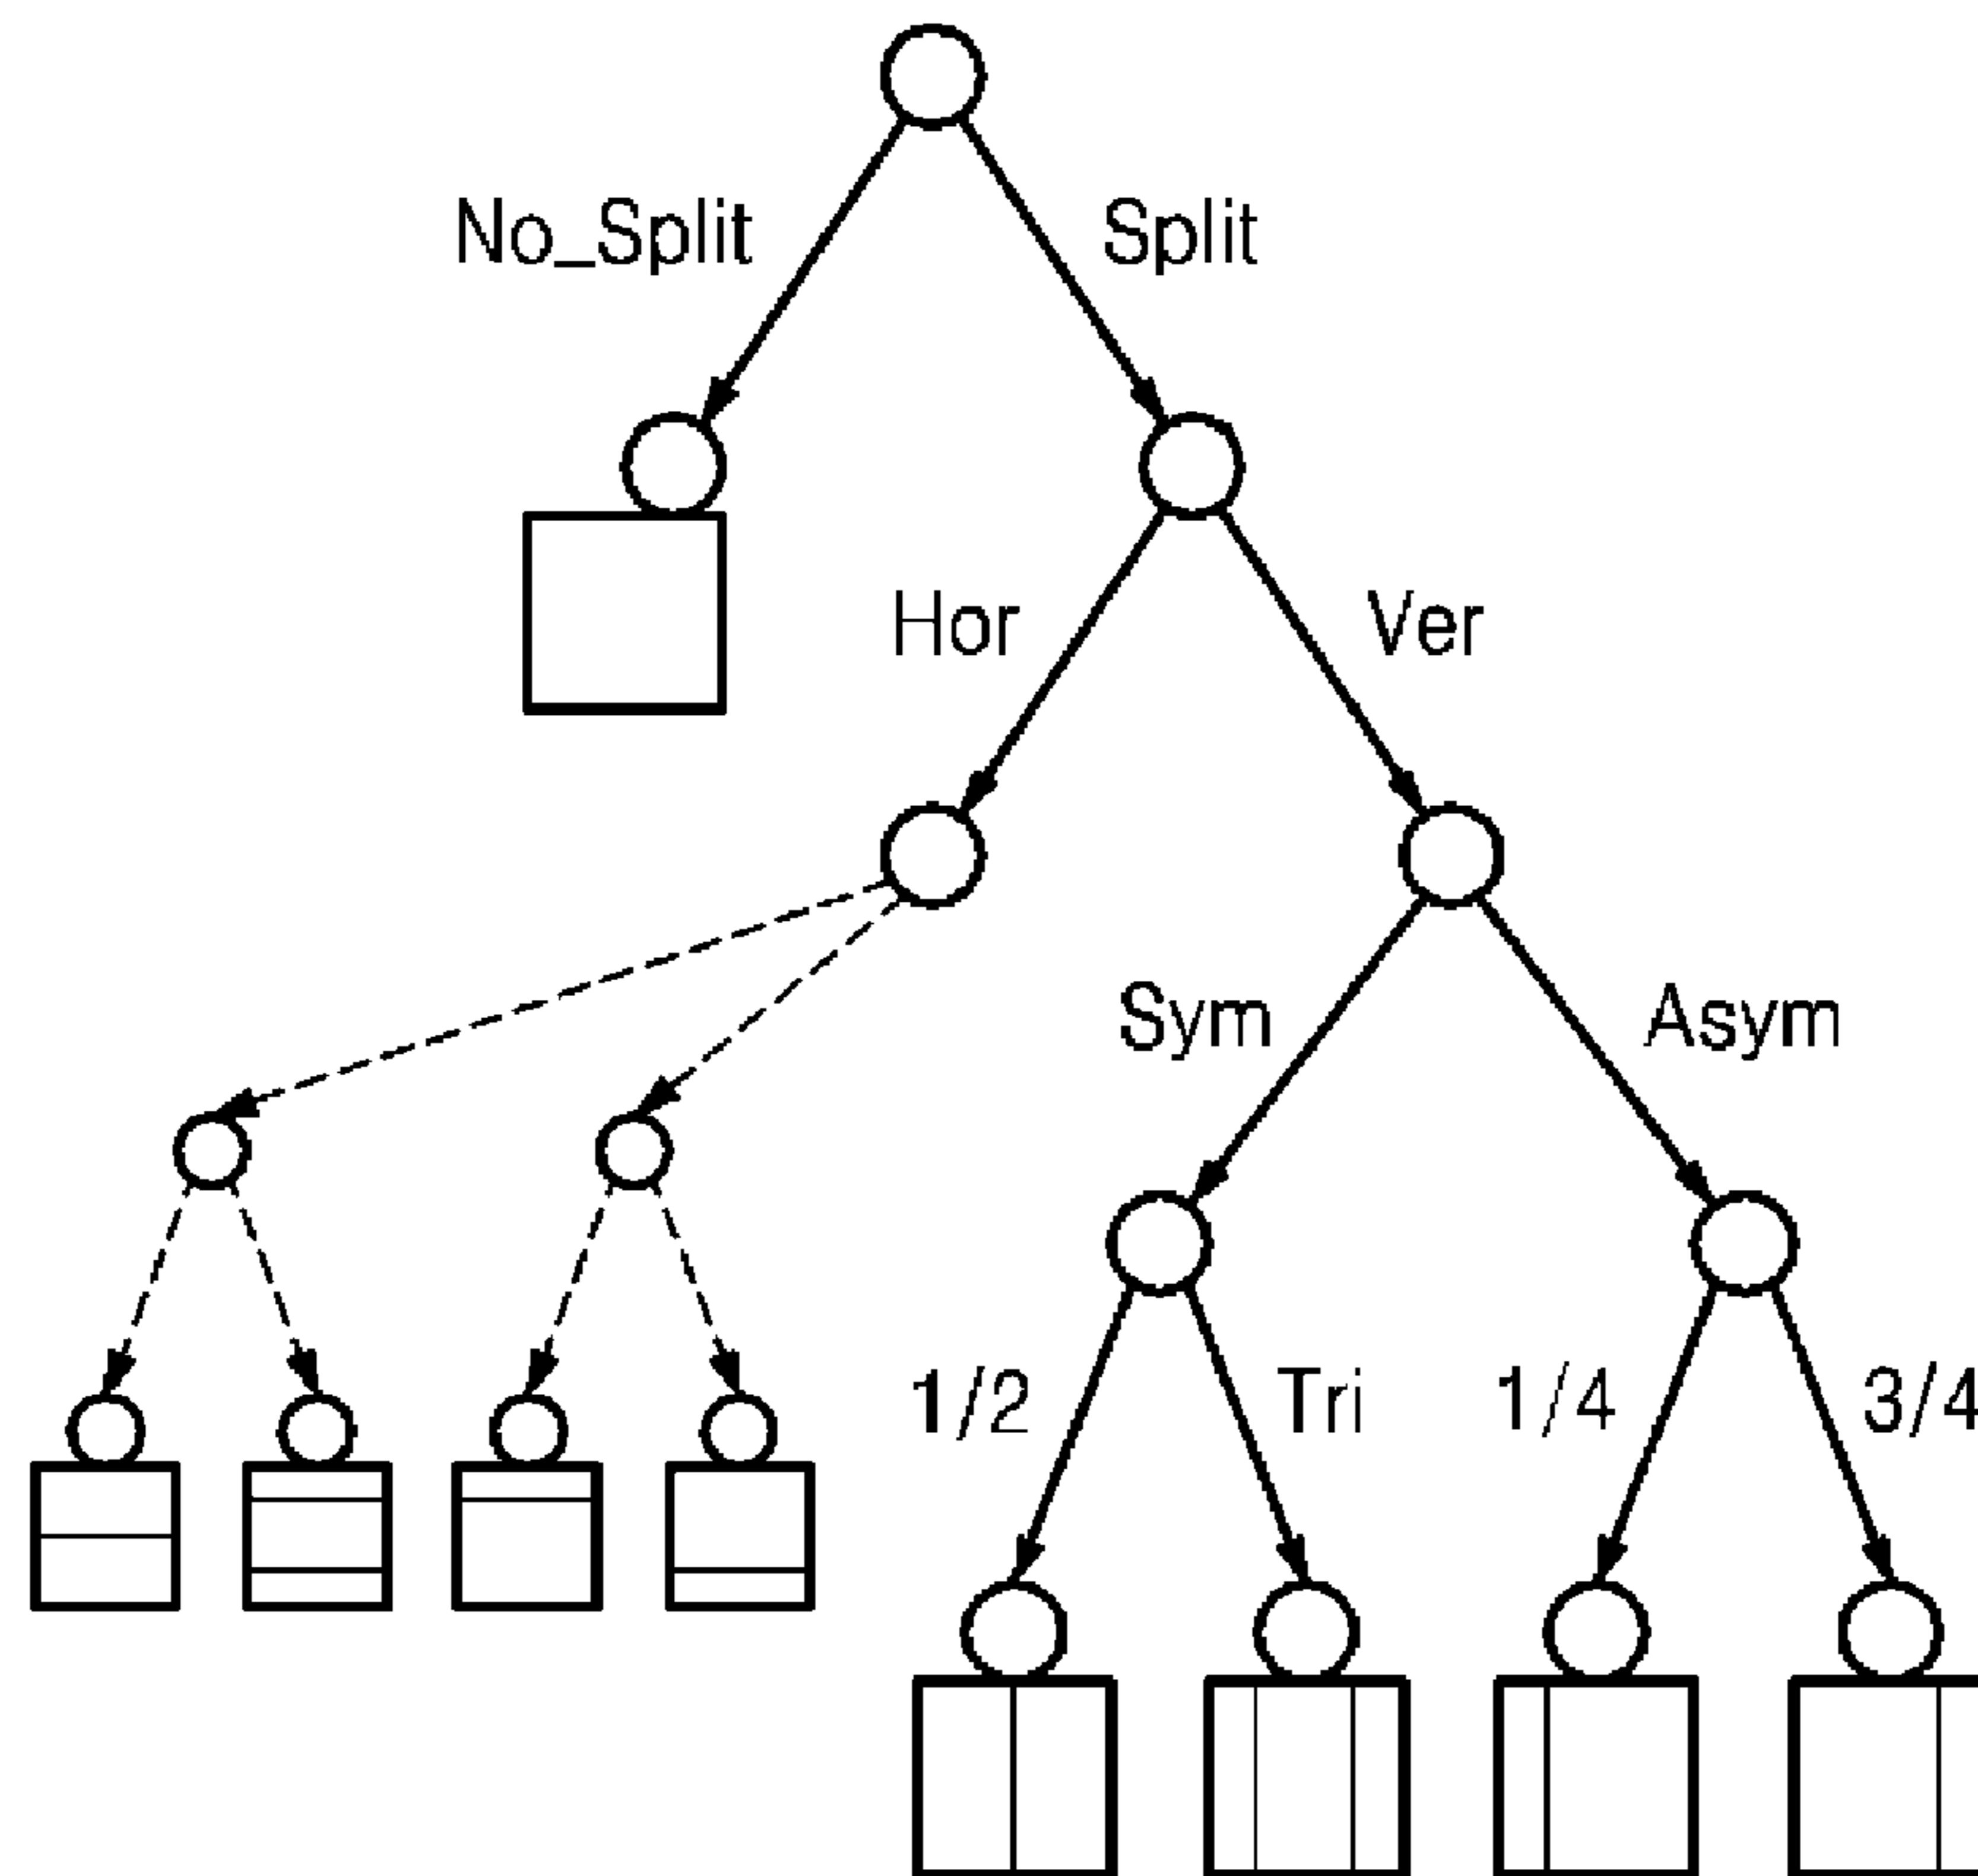 No_Split Split
Hor Ver
Sym Asym
1/2 Tri 1/4 3/4